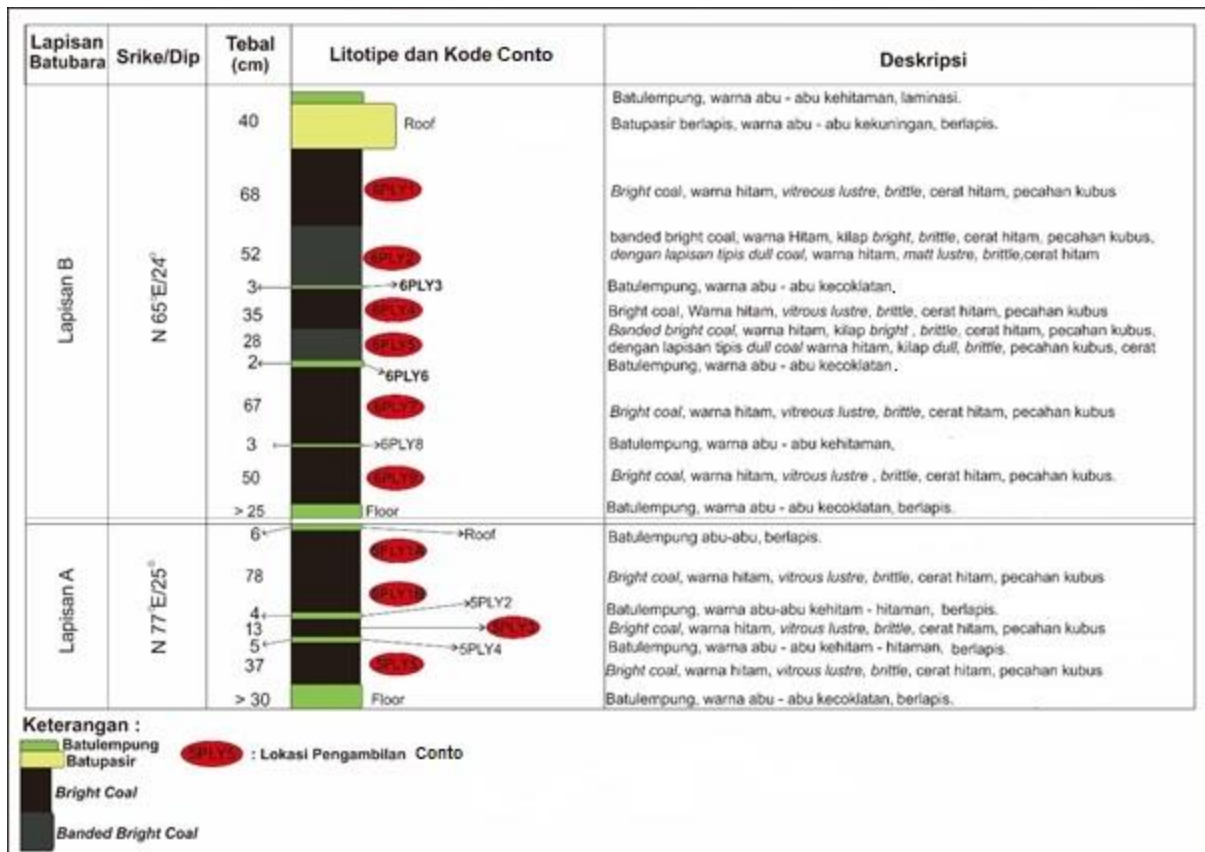 Lapisan Batubara
Srike/Dip
Tebal (cm)
Litotipe dan Kode Conto
Deskripsi
Lapisan B
N 65°E/24°
40
Roof
Batulempung, warna abu - abu kehitaman, laminasi.
Batupasir berlapis, warna abu - abu kekuningan, berlapis.
68
6PLY1
Bright coal, warna hitam, vitreous lustre, brittle, cerat hitam, pecahan kubus
52
6PLY2
banded bright coal, warna Hitam, kilap bright, brittle, cerat hitam, pecahan kubus,
dengan lapisan tipis dull coal, warna hitam, matt lustre, brittle,cerat hitam
3
6PLY3
Batulempung, warna abu - abu kecoklatan.
35
6PLY4
Bright coal, Warna hitam, vitrous lustre, brittle, cerat hitam, pecahan kubus
28
6PLY5
Banded bright coal, warna hitam, kilap bright , brittle, cerat hitam, pecahan kubus,
dengan lapisan tipis dull coal warna hitam, kilap dull, brittle, pecahan kubus, cerat
2
6PLY6
Batulempung, warna abu - abu kecoklatan .
67
6PLY7
Bright coal, warna hitam, vitreous lustre, brittle, cerat hitam, pecahan kubus
3
6PLY8
Batulempung, warna abu - abu kehitaman,
50
6PLY9
Bright coal, warna hitam, vitrous lustre , brittle, cerat hitam, pecahan kubus.
> 25
Floor
Batulempung, warna abu - abu kecoklatan, berlapis.
Lapisan A
N 77°E/25°
6
Roof
Batulempung abu-abu, berlapis.
5PLY1A
78
Bright coal, warna hitam, vitrous lustre, brittle, cerat hitam, pecahan kubus
5PLY1B
4
5PLY2
Batulempung, warna abu-abu kehitam - hitaman, berlapis.
13
5PLY3
Bright coal, warna hitam, vitrous lustre, brittle, cerat hitam, pecahan kubus
5
5PLY4
Batulempung, warna abu - abu kehitam - hitaman, berlapis.
37
5PLY5
Bright coal, warna hitam, vitrous lustre, brittle, cerat hitam, pecahan kubus
> 30
Floor
Batulempung, warna abu - abu kecoklatan, berlapis.
Keterangan :
Batulempung
Batupasir
5PLY5 : Lokasi Pengambilan Conto
Bright Coal
Banded Bright Coal